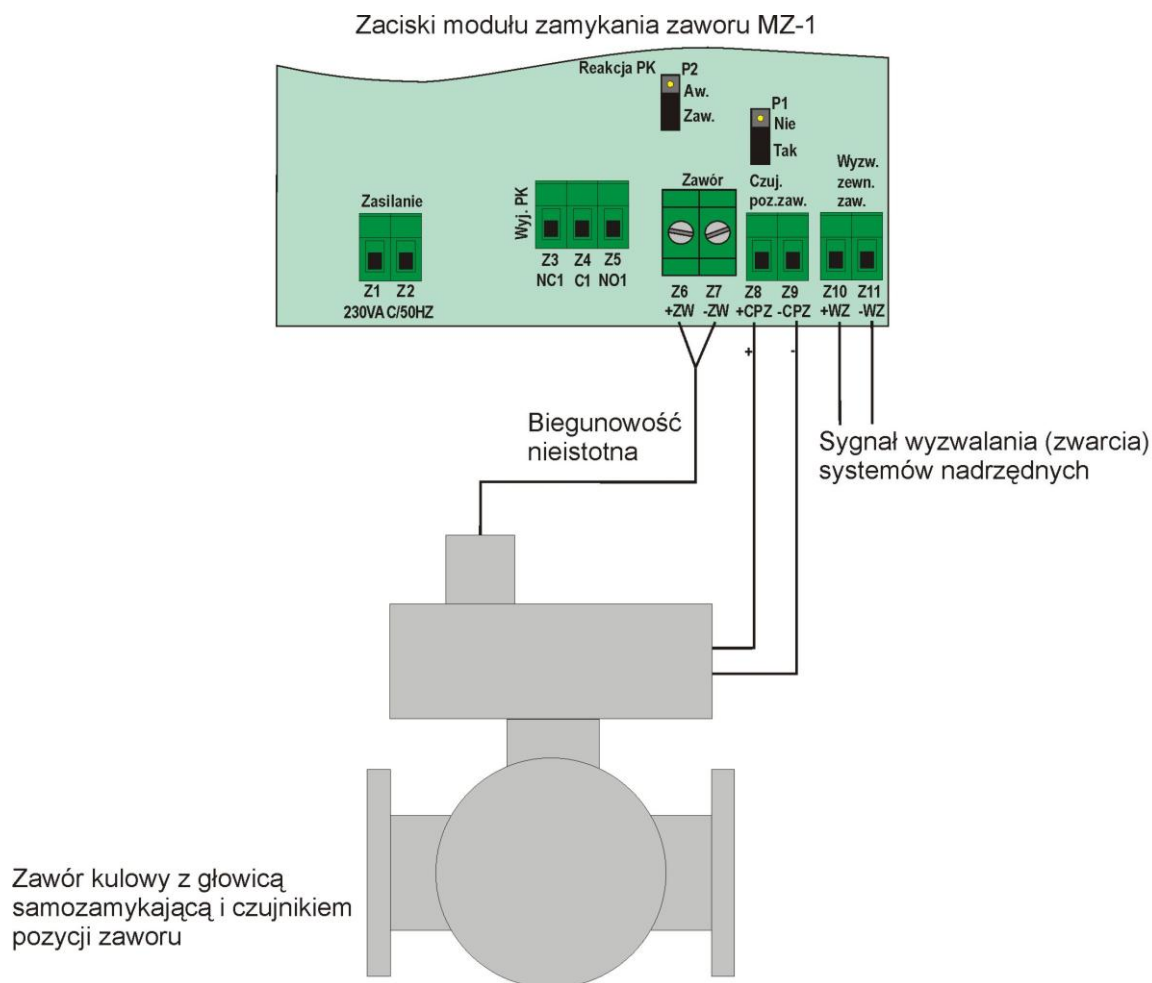 Zaciski modułu zamykania zaworu MZ-1
Reakcja PK
P2
Aw.
Zaw.
P1
Nie
Tak
Zasilanie
Z1
Z2
230VA C/50HZ
Wyj. PK
Z3
Z4
Z5
NC1
C1
NO1
Zawór
Z6
Z7
+ZW
-ZW
Czuj.
poz.zaw.
Z8
Z9
+CPZ
-CPZ
Wyzw.
zewn.
zaw.
Z10
Z11
+WZ
-WZ
+
-
Biegunowość
nieistotna
Sygnał wyzwalania (zwarcia)
systemów nadrzędnych
Zawór kulowy z głowicą
samozamykającą i czujnikiem
pozycji zaworu